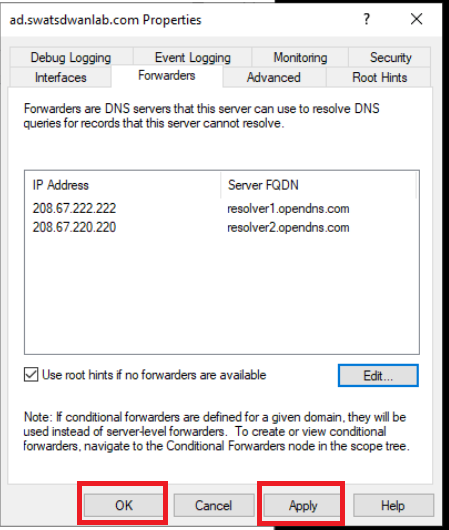 ad.swatsdwanlab.com Properties ? ×
Debug Logging Event Logging Monitoring Security
Interfaces Forwarders Advanced Root Hints
Forwarders are DNS servers that this server can use to resolve DNS
queries for records that this server cannot resolve.
IP Address Server FQDN
208.67.222.222 resolver1.opendns.com
208.67.220.220 resolver2.opendns.com
Use root hints if no forwarders are available Edit...
Note: If conditional forwarders are defined for a given domain, they will be
used instead of server-level forwarders. To create or view conditional
forwarders, navigate to the Conditional Forwarders node in the scope tree.
OK Cancel Apply Help